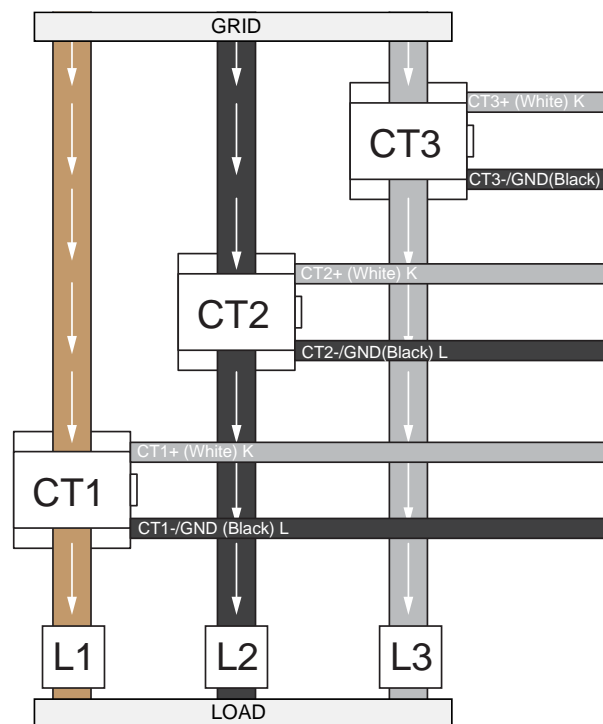 GRID
CT3+ (White) K
CT3
CT3-/GND(Black)
CT2+ (White) K
CT2
CT2-/GND(Black) L
CT1+ (White) K
CT1
CT1-/GND (Black) L
L1
L2
L3
LOAD